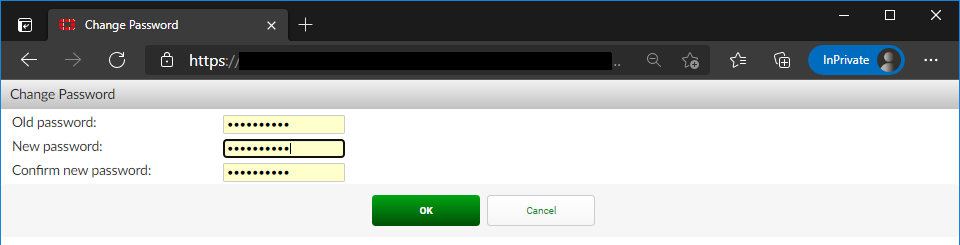 Change Password
https://
..
InPrivate
Change Password
Old password: ••••••••••
New password: ••••••••••
Confirm new password: ••••••••••
OK Cancel